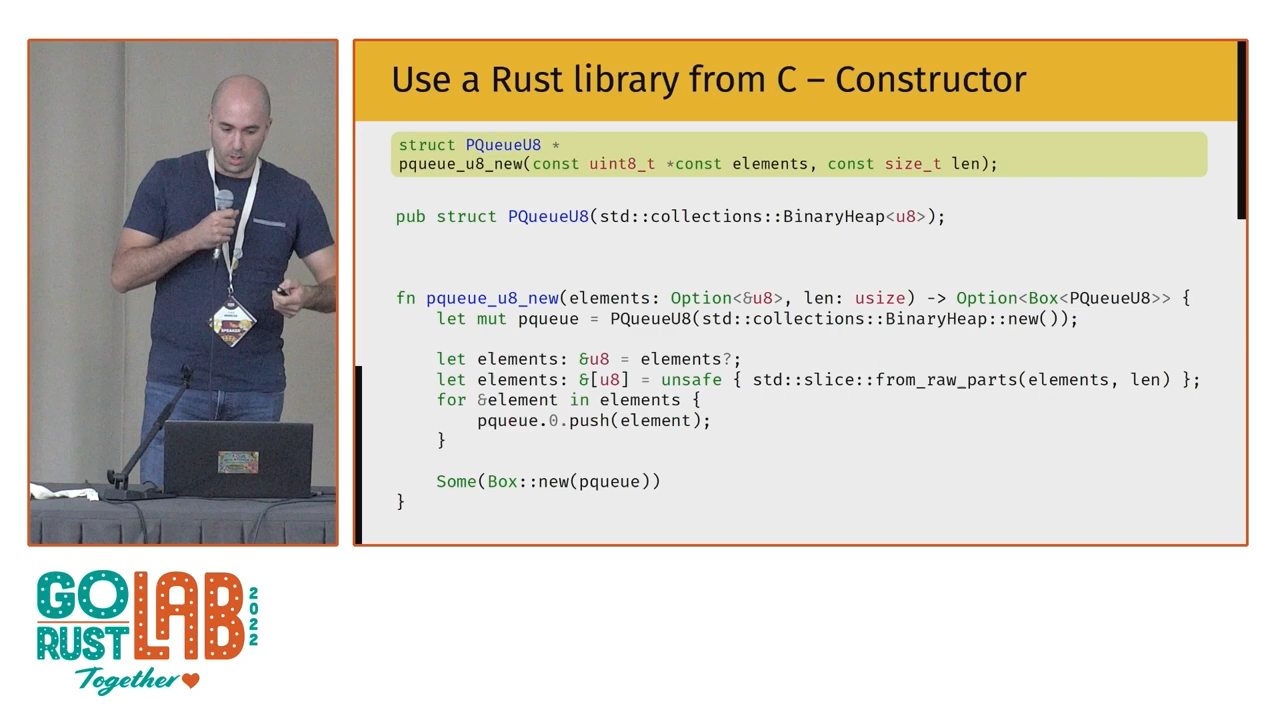 Use a Rust library from C – Constructor
struct PQueueU8 *
pqueue_u8_new(const uint8_t *const elements, const size_t len);
pub struct PQueueU8(std::collections::BinaryHeap<u8>);
fn pqueue_u8_new(elements: Option<&u8>, len: usize) -> Option<Box<PQueueU8>> {
    let mut pqueue = PQueueU8(std::collections::BinaryHeap::new());
    let elements: &u8 = elements?;
    let elements: &[u8] = unsafe { std::slice::from_raw_parts(elements, len) };
    for &element in elements {
        pqueue.0.push(element);
    }
    Some(Box::new(pqueue))
}
SPEAKER
GO LAB 2022
RUST
Together